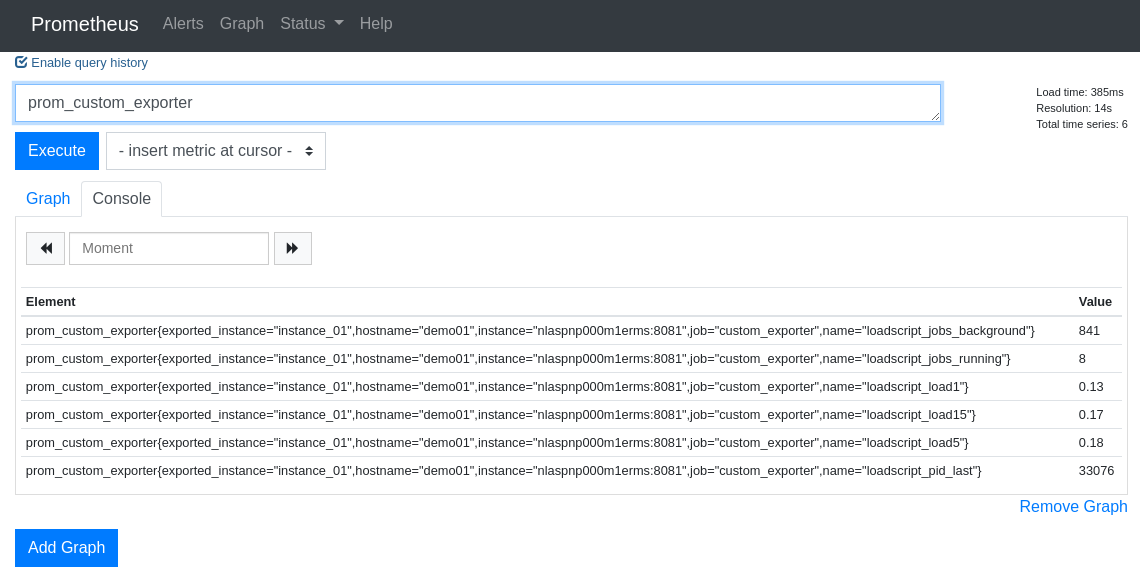 Prometheus Alerts Graph Status Help
Enable query history
prom_custom_exporter
Load time: 385ms
Resolution: 14s
Total time series: 6
Execute - insert metric at cursor -
Graph Console
Moment
Element Value
prom_custom_exporter{exported_instance="instance_01",hostname="demo01",instance="nlaspnp000m1erms:8081",job="custom_exporter",name="loadscript_jobs_background"} 841
prom_custom_exporter{exported_instance="instance_01",hostname="demo01",instance="nlaspnp000m1erms:8081",job="custom_exporter",name="loadscript_jobs_running"} 8
prom_custom_exporter{exported_instance="instance_01",hostname="demo01",instance="nlaspnp000m1erms:8081",job="custom_exporter",name="loadscript_load1"} 0.13
prom_custom_exporter{exported_instance="instance_01",hostname="demo01",instance="nlaspnp000m1erms:8081",job="custom_exporter",name="loadscript_load15"} 0.17
prom_custom_exporter{exported_instance="instance_01",hostname="demo01",instance="nlaspnp000m1erms:8081",job="custom_exporter",name="loadscript_load5"} 0.18
prom_custom_exporter{exported_instance="instance_01",hostname="demo01",instance="nlaspnp000m1erms:8081",job="custom_exporter",name="loadscript_pid_last"} 33076
Remove Graph
Add Graph